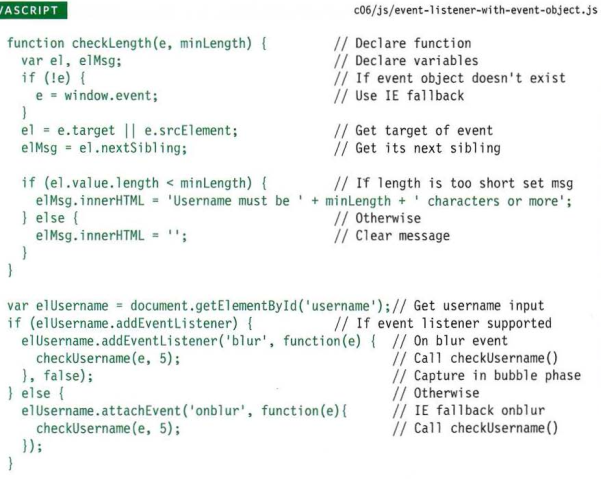 VASCRIPT
c06/js/event-listener-with-event-object.js
function checkLength(e, minLength) { // Declare function
var el, elMsg; // Declare variables
if (!e) { // If event object doesn't exist
e = window.event; // Use IE fallback
}
el = e.target || e.srcElement; // Get target of event
elMsg = el.nextSibling; // Get its next sibling
if (el.value.length < minLength) { // If length is too short set msg
elMsg.innerHTML = 'Username must be ' + minLength + ' characters or more';
} else { // Otherwise
elMsg.innerHTML = ''; // Clear message
}
}
var elUsername = document.getElementById('username');// Get username input
if (elUsername.addEventListener) { // If event listener supported
elUsername.addEventListener('blur', function(e) { // On blur event
checkUsername(e, 5); // Call checkUsername()
}, false); // Capture in bubble phase
} else { // Otherwise
elUsername.attachEvent('onblur', function(e){ // IE fallback onblur
checkUsername(e, 5); // Call checkUsername()
});
}